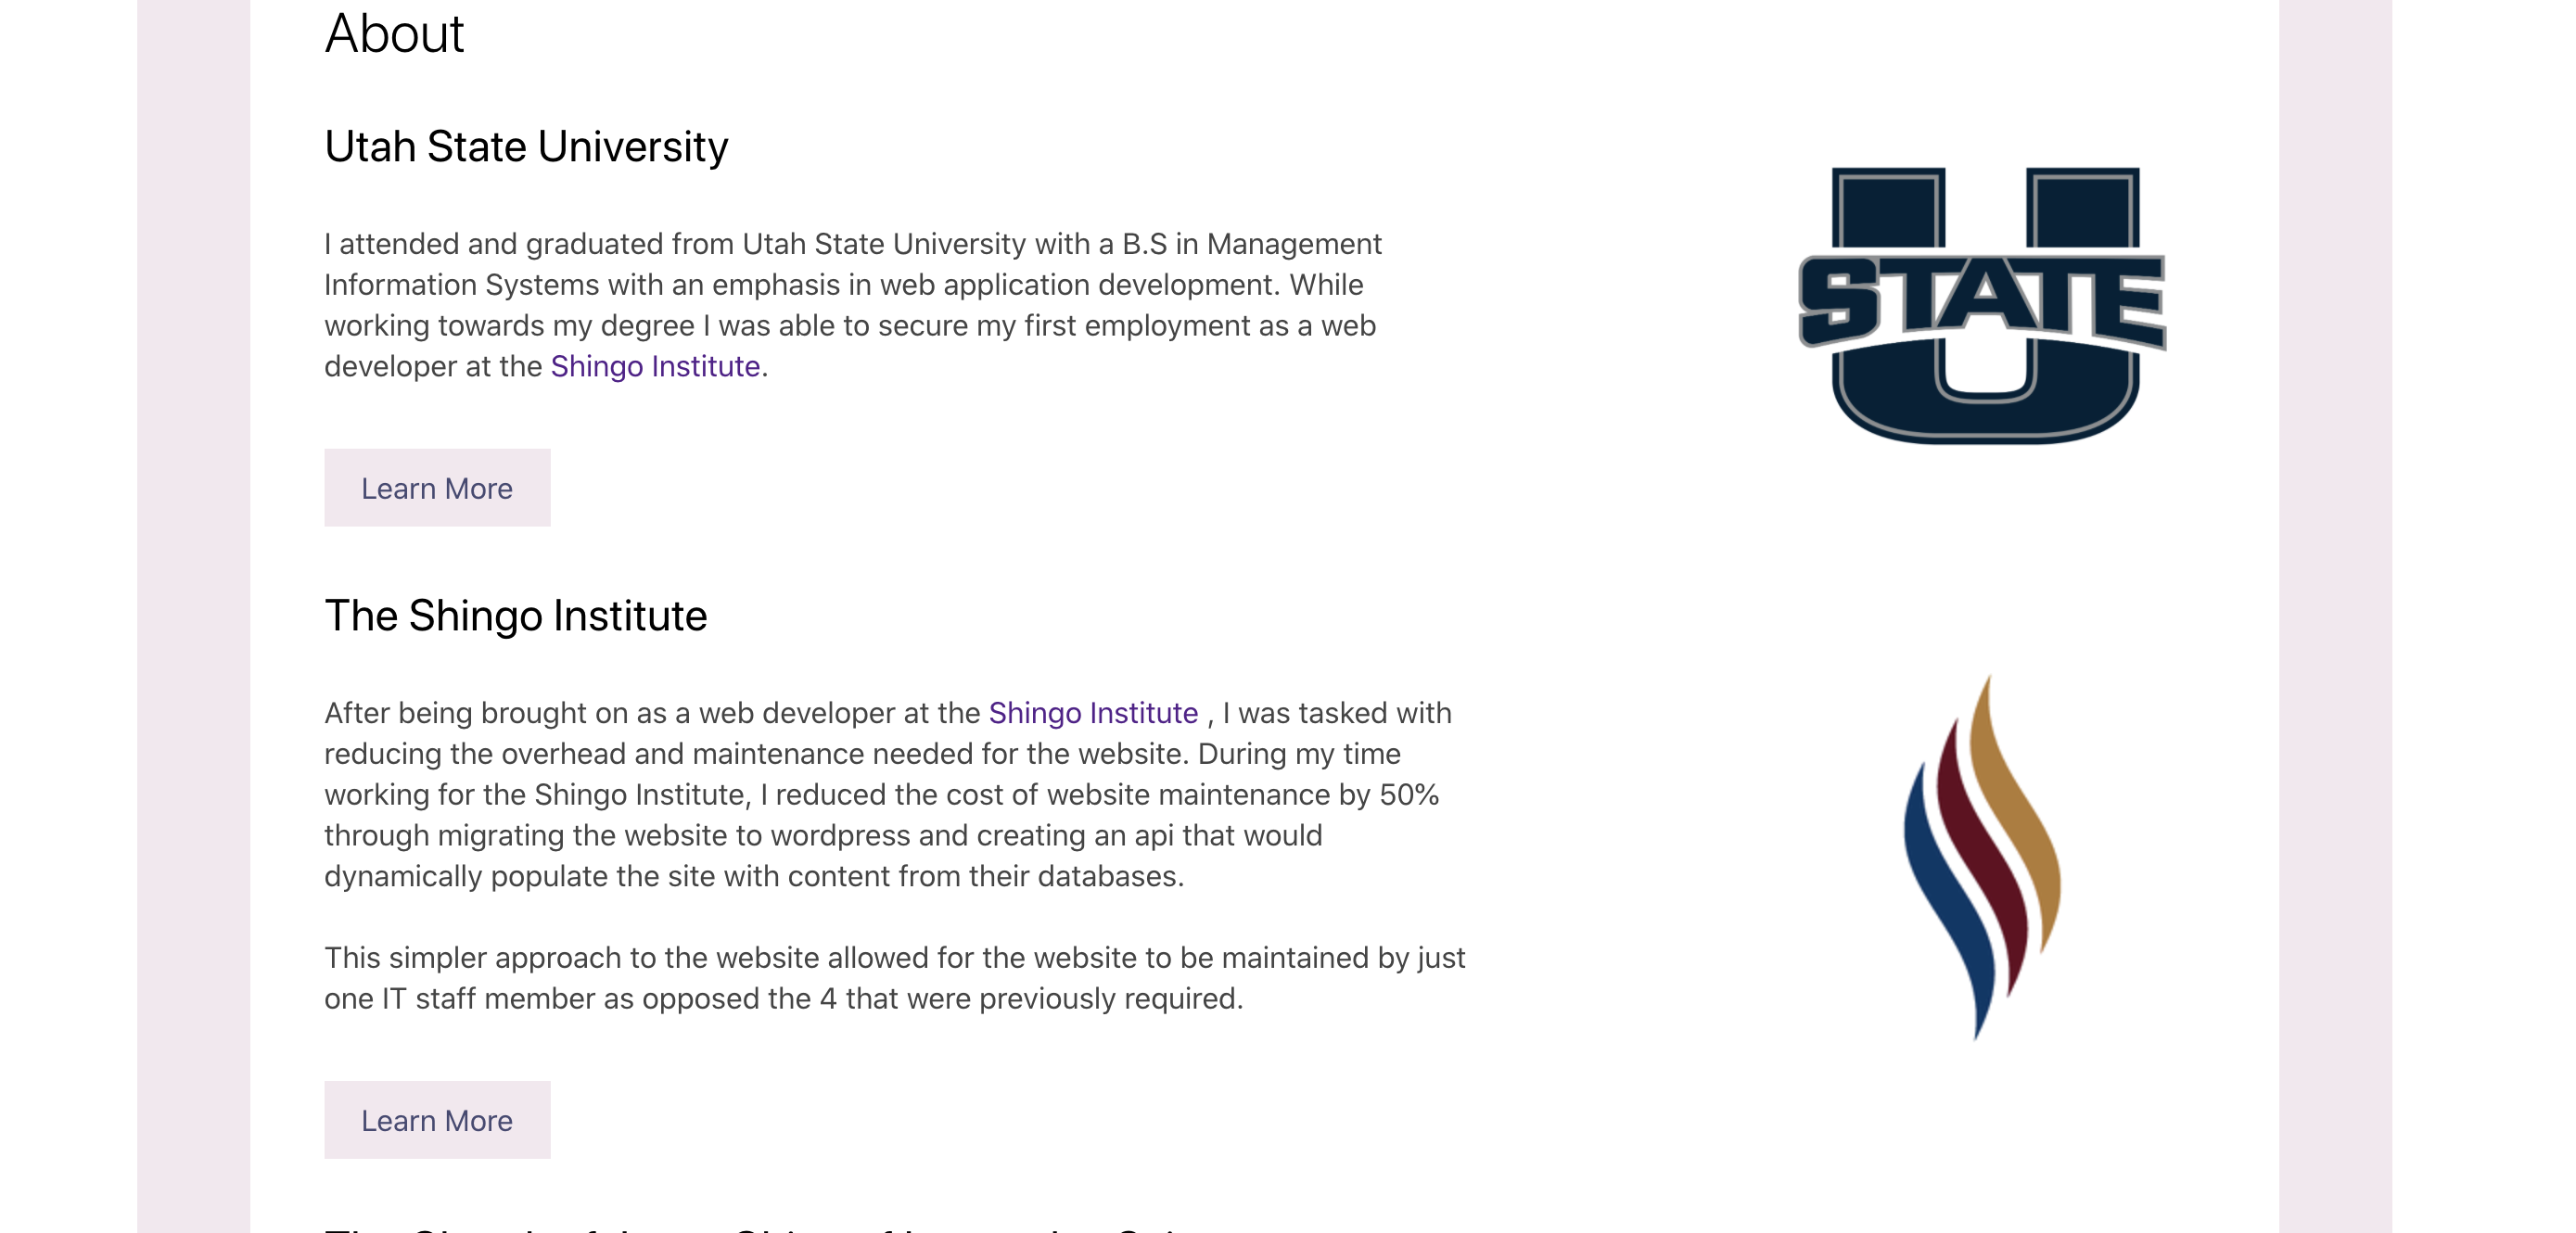 About
Utah State University
I attended and graduated from Utah State University with a B.S in Management
Information Systems with an emphasis in web application development. While
working towards my degree I was able to secure my first employment as a web
developer at the Shingo Institute.
Learn More
U
STATE
The Shingo Institute
After being brought on as a web developer at the Shingo Institute , I was tasked with
reducing the overhead and maintenance needed for the website. During my time
working for the Shingo Institute, I reduced the cost of website maintenance by 50%
through migrating the website to wordpress and creating an api that would
dynamically populate the site with content from their databases.
This simpler approach to the website allowed for the website to be maintained by just
one IT staff member as opposed the 4 that were previously required.
Learn More